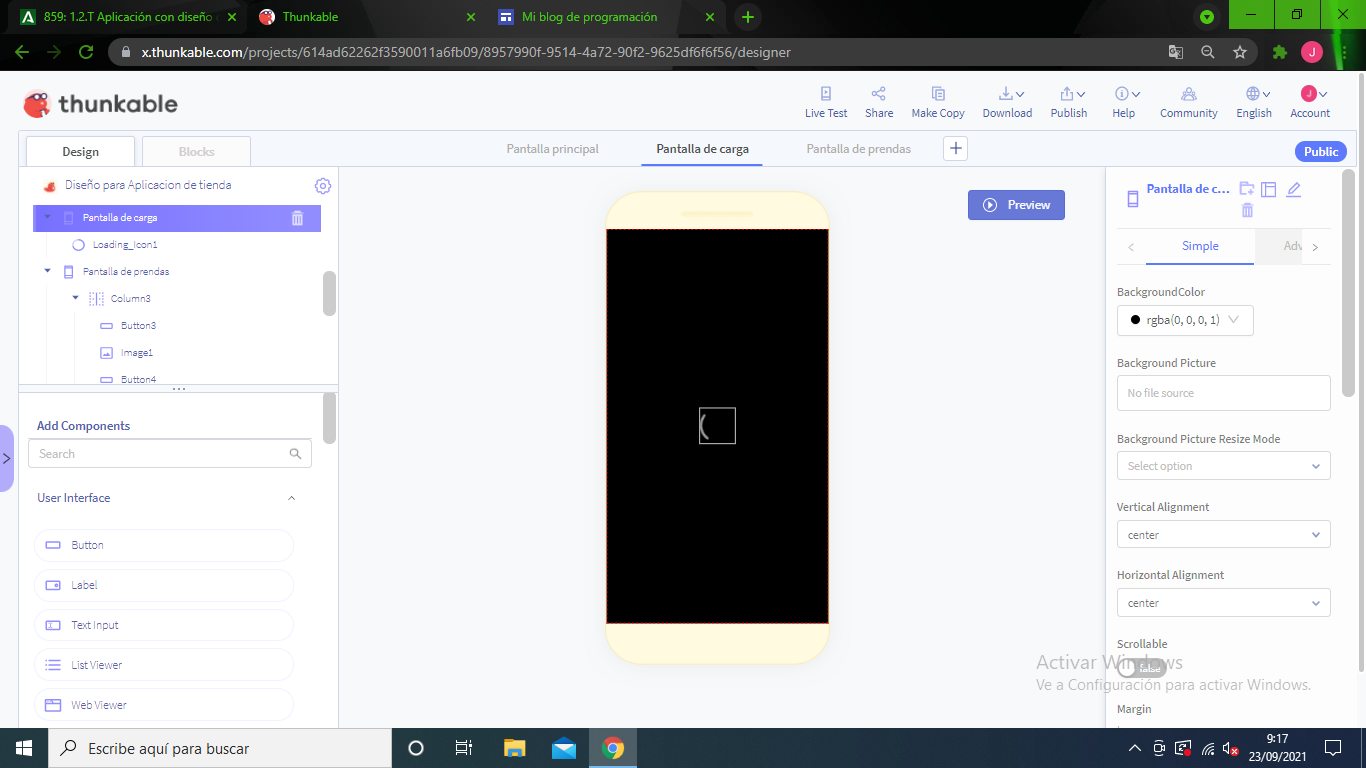 859: 1.2.T Aplicación con diseño
Thunkable
Mi blog de programación
x.thunkable.com/projects/614ad62262f3590011a6fb09/8957990f-9514-4a72-90f2-9625df6f6f56/designer
J
thunkable
Live Test
Share
Make Copy
Download
Publish
Help
Community
English
J
Account
Design
Blocks
Pantalla principal
Pantalla de carga
Pantalla de prendas
Public
Diseño para Aplicacion de tienda
Pantalla de carga
Loading_Icon1
Pantalla de prendas
Column3
Button3
Image1
Button4
Add Components
Search
User Interface
Button
Label
Text Input
List Viewer
Web Viewer
Preview
Pantalla de c...
Simple
Adv
BackgroundColor
rgba(0, 0, 0, 1)
Background Picture
No file source
Background Picture Resize Mode
Select option
Vertical Alignment
center
Horizontal Alignment
center
Scrollable
false
Margin
Activar Windows
Ve a Configuración para activar Windows.
Escribe aquí para buscar
9:17
23/09/2021